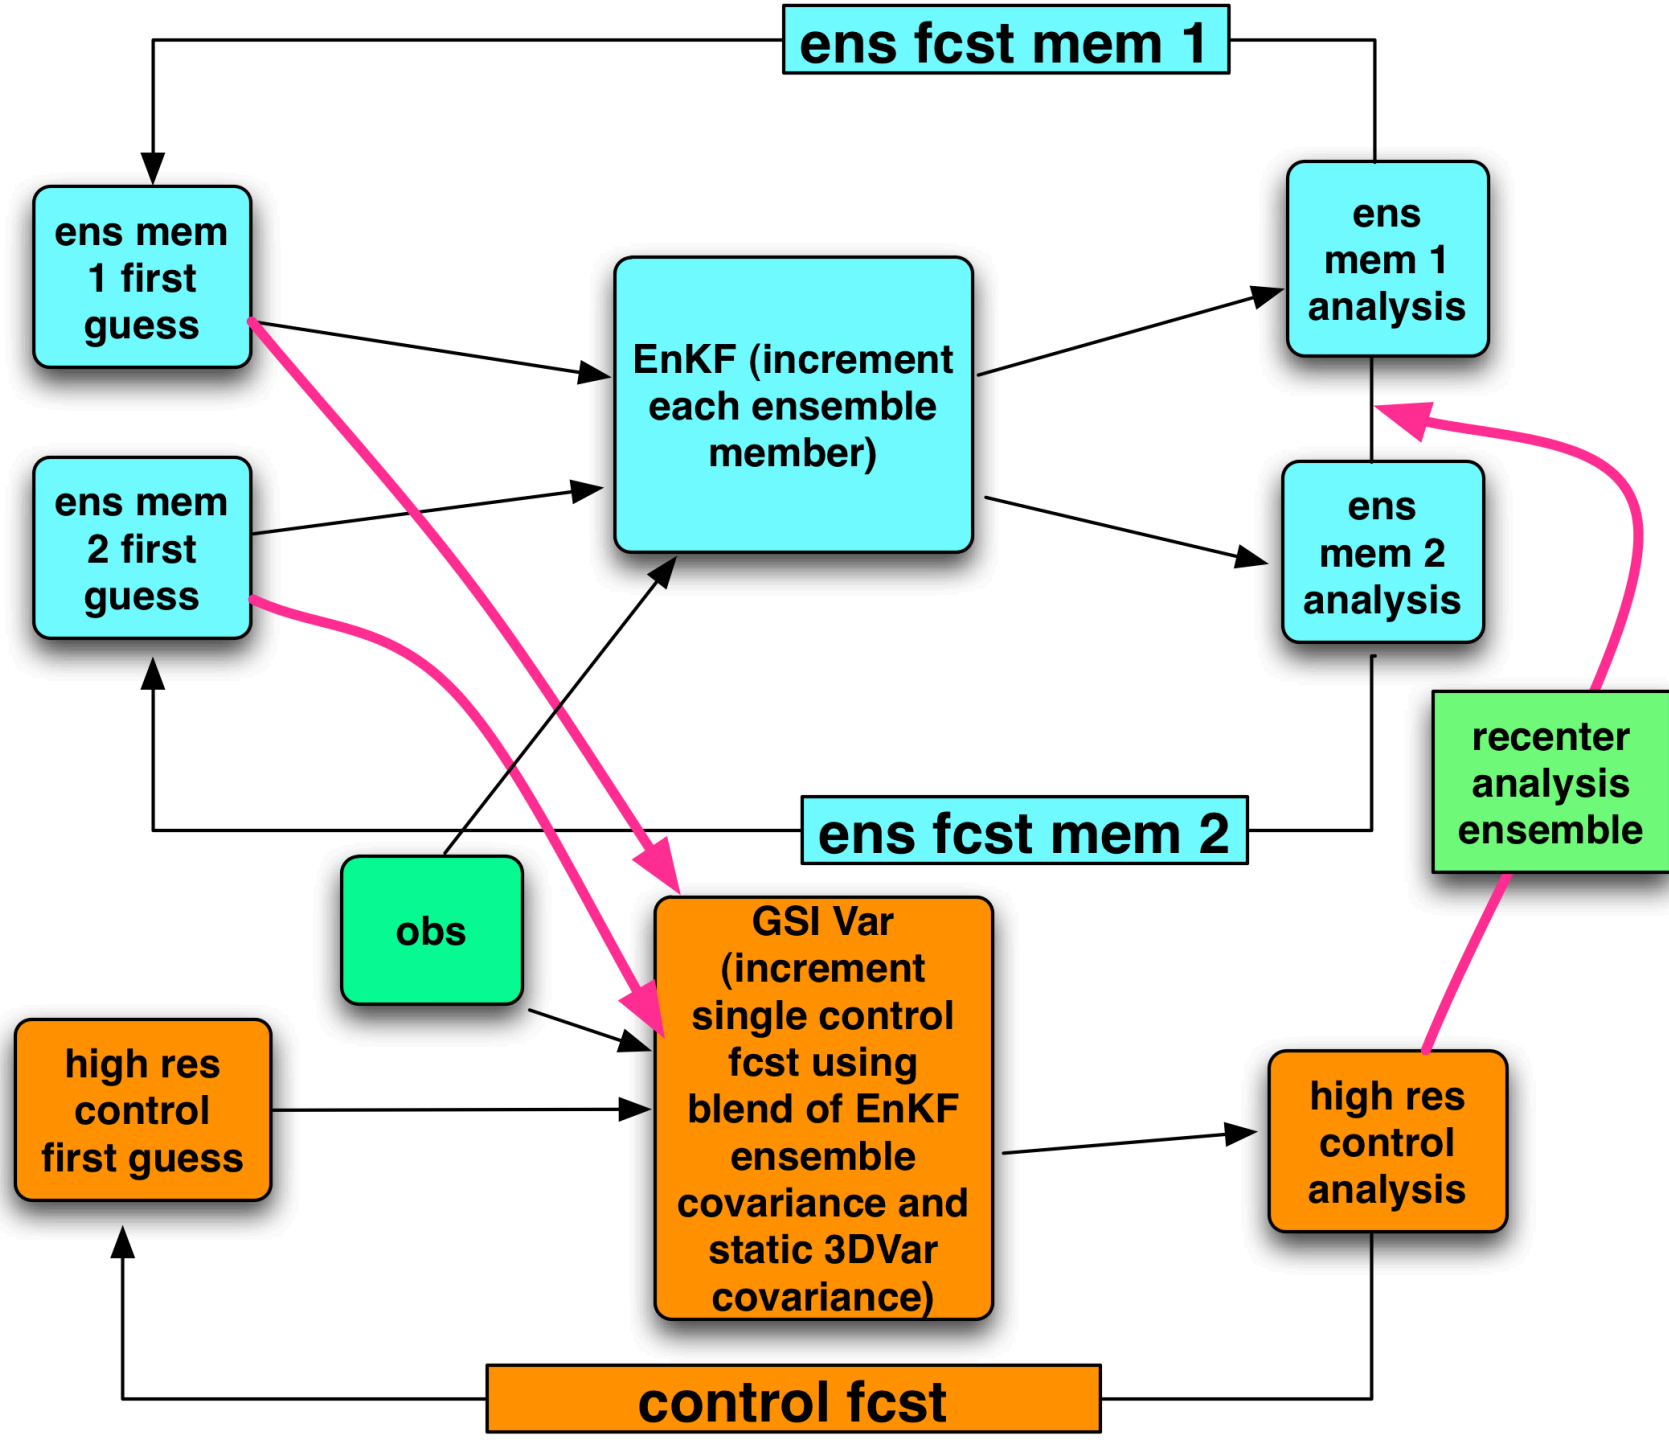 ens fcst mem 1
ens mem
1 first
guess
ens
mem 1
analysis
EnKF (increment
each ensemble
member)
ens mem
2 first
guess
ens
mem 2
analysis
recenter
analysis
ensemble
ens fcst mem 2
obs
GSI Var
(increment
single control
fcst using
blend of EnKF
ensemble
covariance and
static 3DVar
covariance)
high res
control
first guess
high res
control
analysis
control fcst